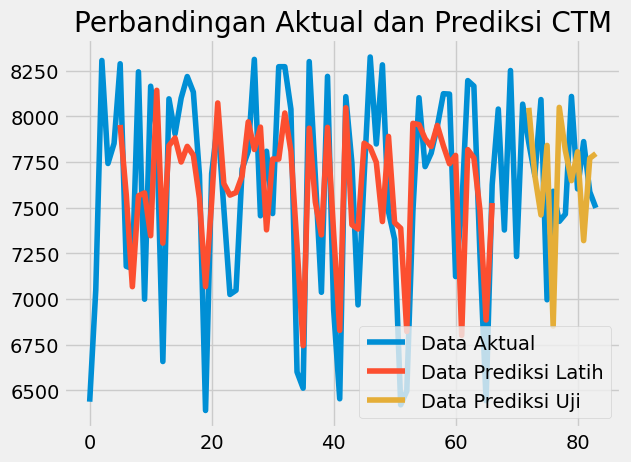 Perbandingan Aktual dan Prediksi CTM
8250
8000
7750
7500
7250
7000
6750
6500
Data Aktual
Data Prediksi Latih
Data Prediksi Uji
0 20 40 60 80